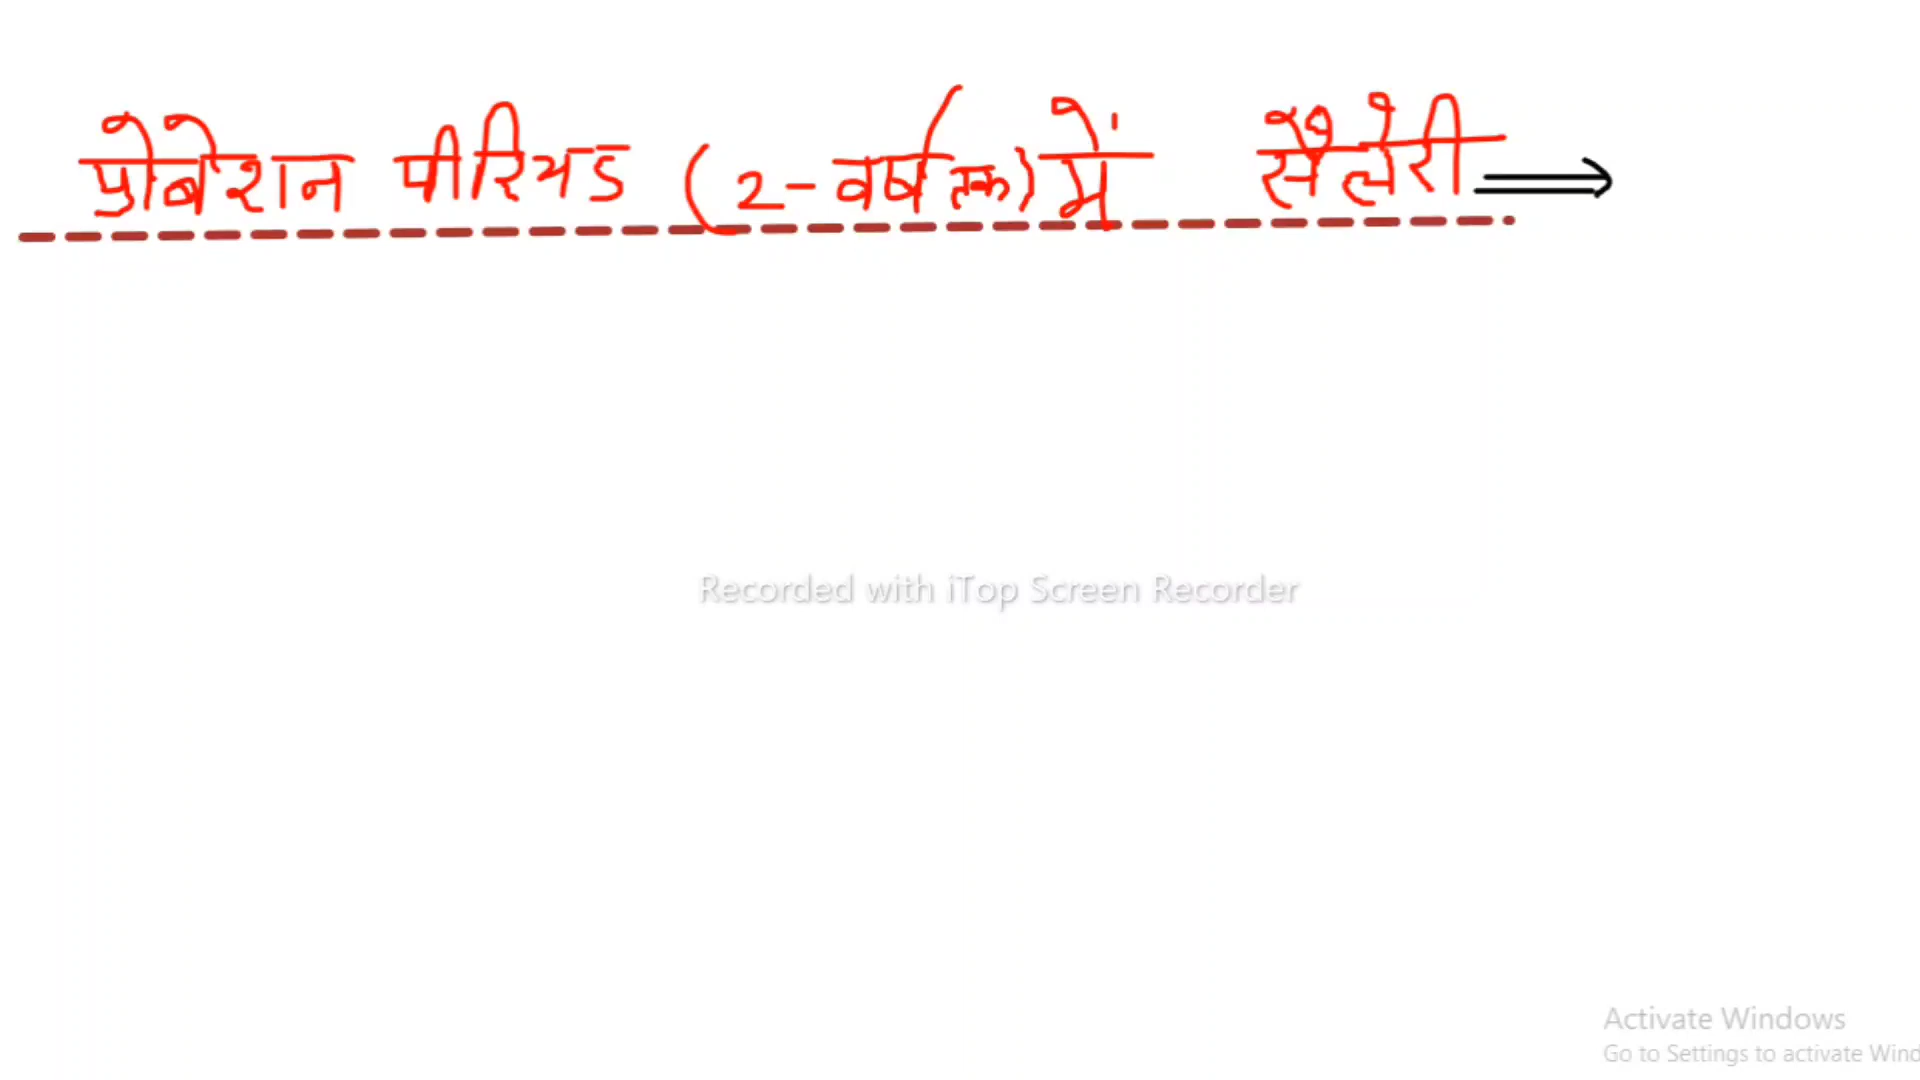 प्रोबेशन पीरियड (2-वर्ष तक) में सैलेरी
Recorded with iTop Screen Recorder
Activate Windows
Go to Settings to activate Wind